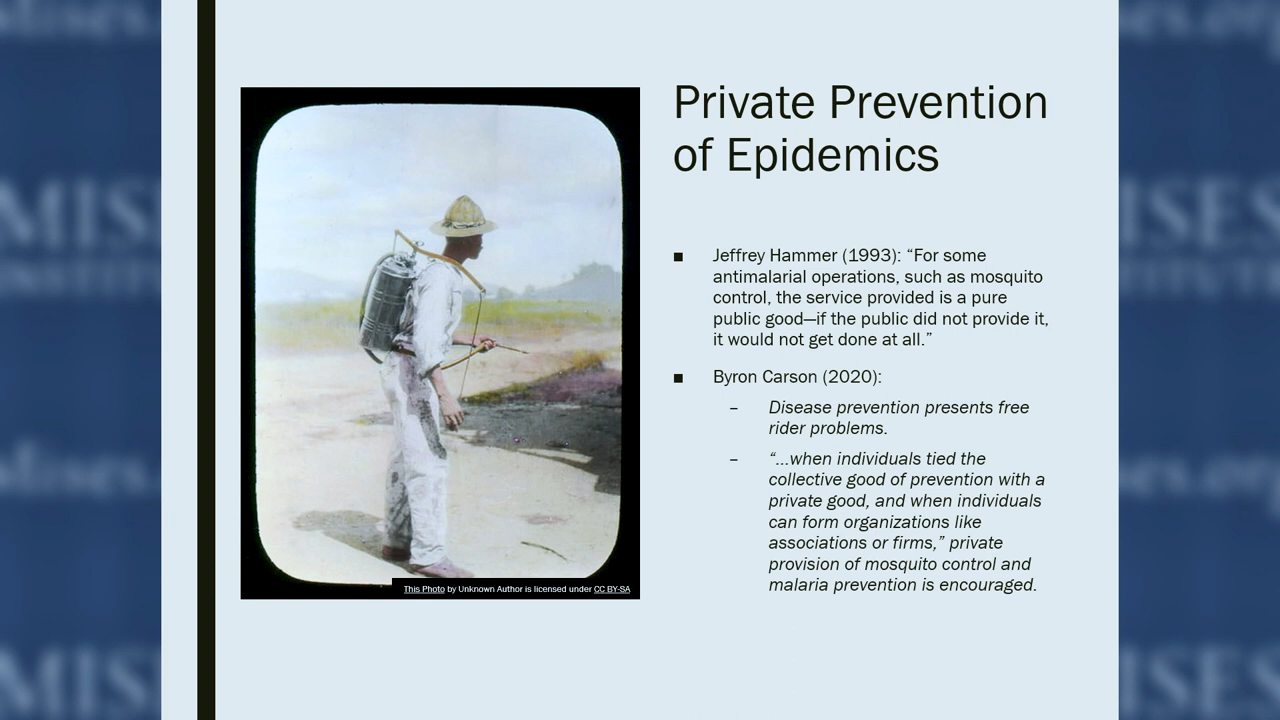 Private Prevention
of Epidemics
■ Jeffrey Hammer (1993): “For some
antimalarial operations, such as mosquito
control, the service provided is a pure
public good—if the public did not provide it,
it would not get done at all.”
■ Byron Carson (2020):
– Disease prevention presents free
rider problems.
– “...when individuals tied the
collective good of prevention with a
private good, and when individuals
can form organizations like
associations or firms,” private
provision of mosquito control and
malaria prevention is encouraged.
This Photo by Unknown Author is licensed under CC BY-SA